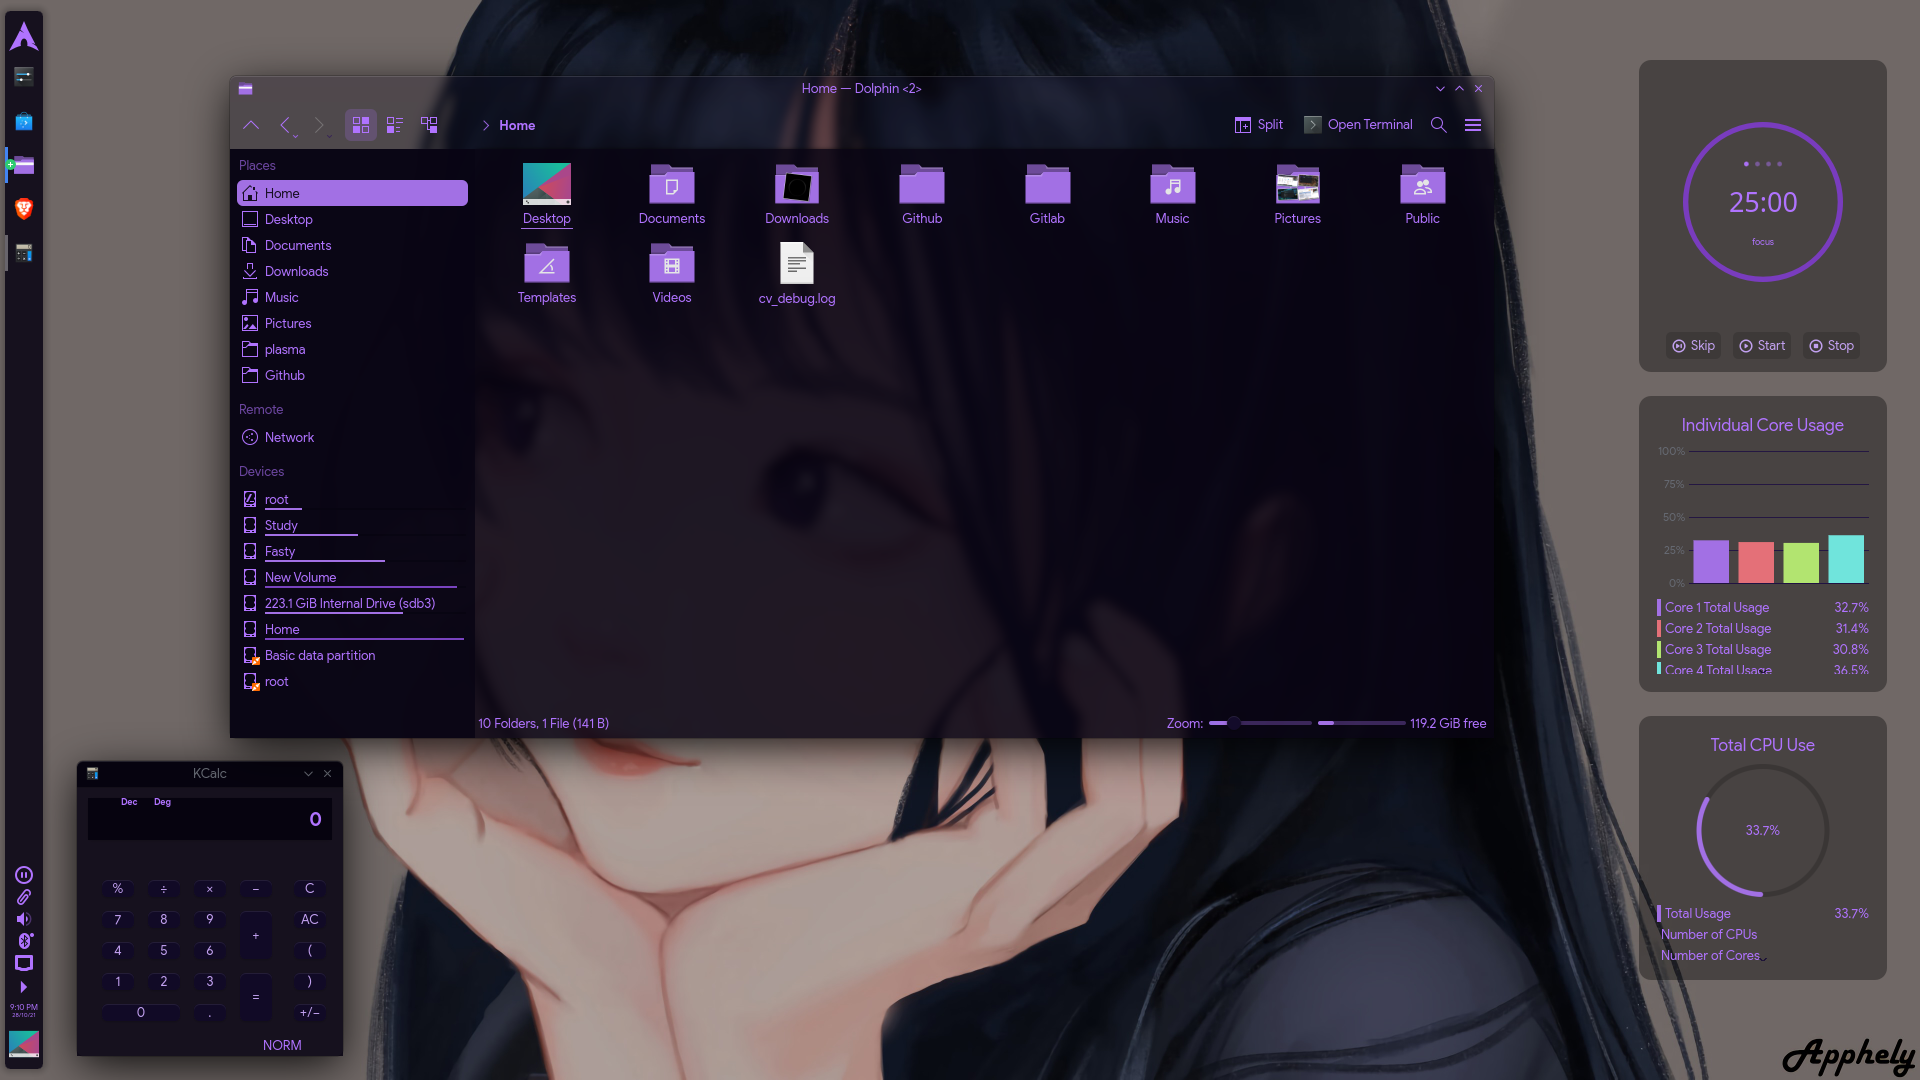 Home — Dolphin <2>
Home
Split
Open Terminal
Places
Home
Desktop
Documents
Downloads
Music
Pictures
plasma
Github
Remote
Network
Devices
root
Study
Fasty
New Volume
223.1 GiB Internal Drive (sdb3)
Home
Basic data partition
root
Desktop
Documents
Downloads
Github
Gitlab
Music
Pictures
Public
Templates
Videos
cv_debug.log
10 Folders, 1 File (141 B)
Zoom:
119.2 GiB free
KCalc
Dec Deg
0
% ÷ × − C
7 8 9 + AC
4 5 6 (
1 2 3 = )
0 . +/−
NORM
9:10 PM
28/10/21
25:00
focus
Skip Start Stop
Individual Core Usage
100%
75%
50%
25%
0%
Core 1 Total Usage 32.7%
Core 2 Total Usage 31.4%
Core 3 Total Usage 30.8%
Core 4 Total Usage 36.5%
Total CPU Use
33.7%
Total Usage 33.7%
Number of CPUs
Number of Cores
Apphely